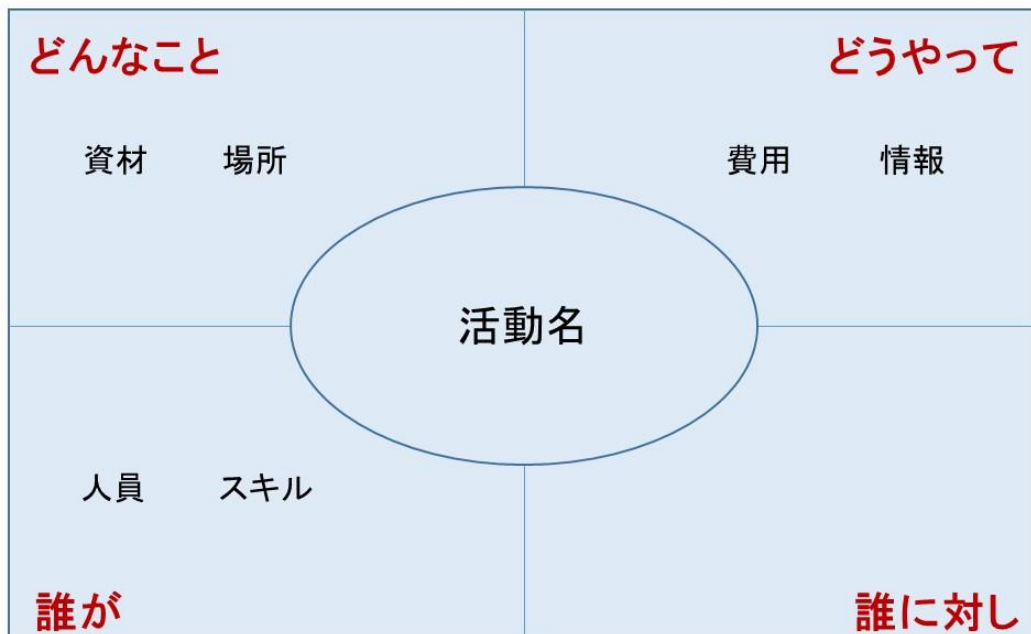 どんなこと
どうやって
資材 場所
費用 情報
活動名
人員 スキル
誰が
誰に対し